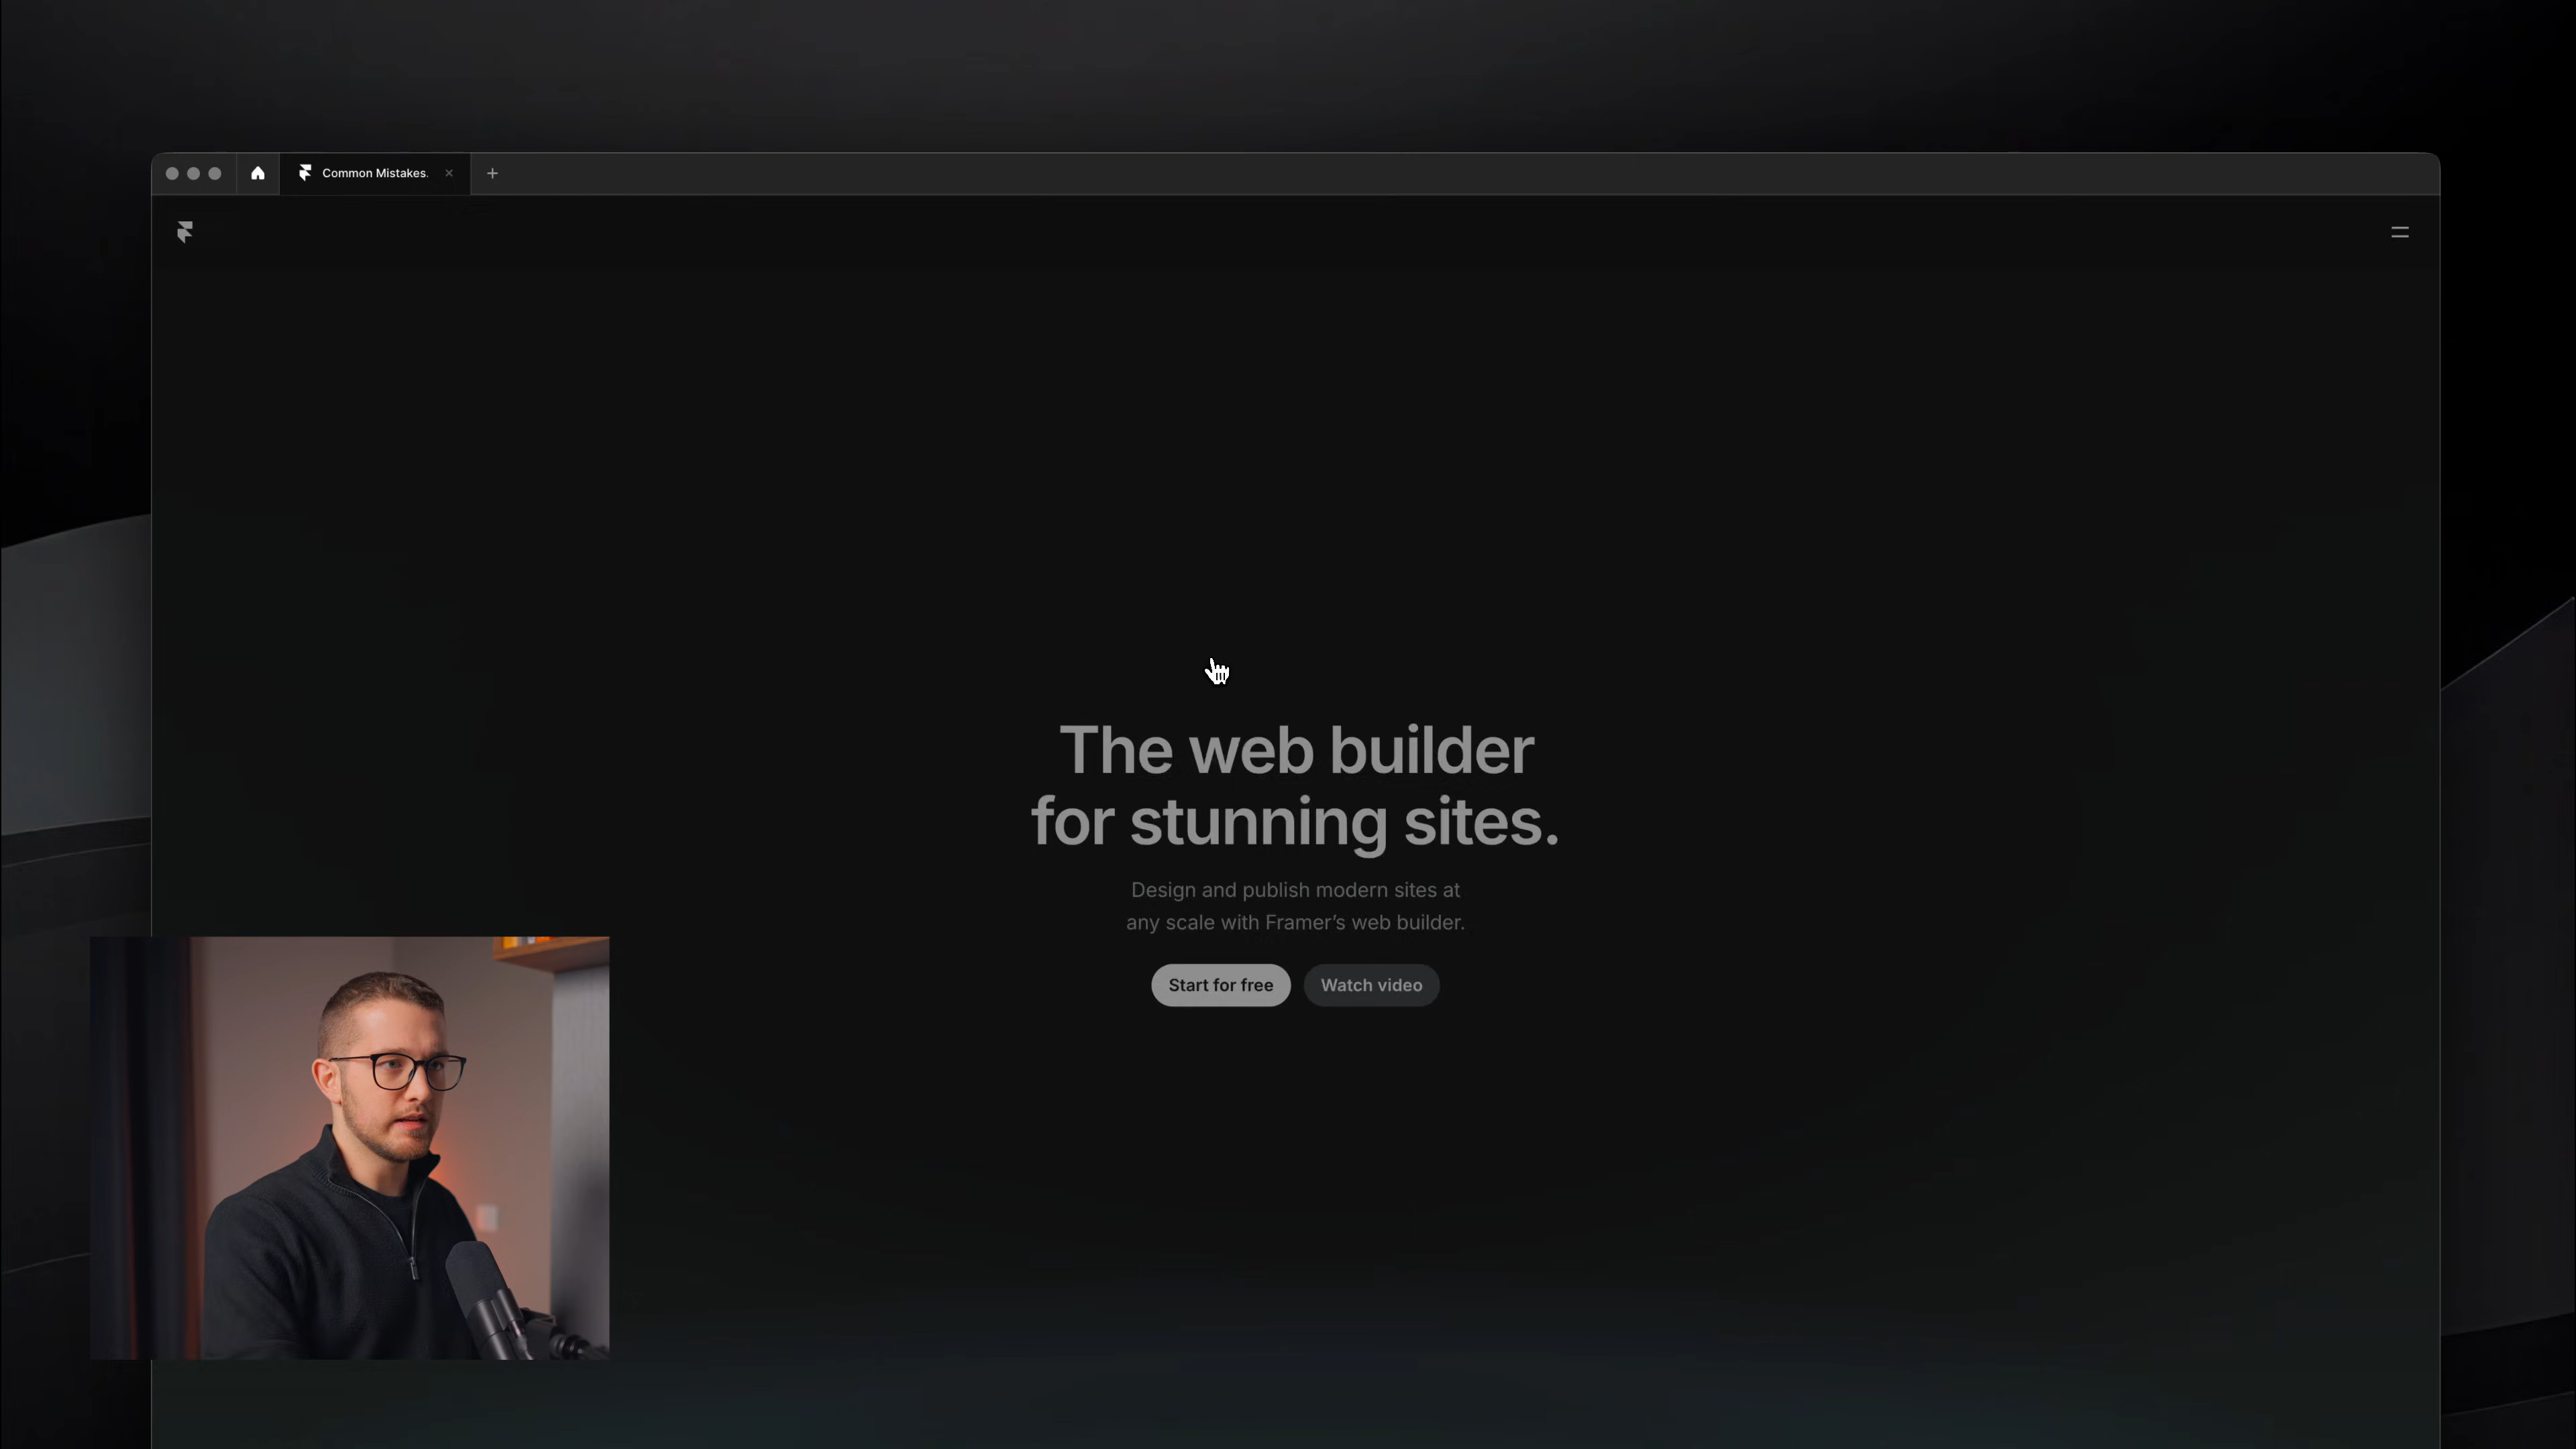 Common Mistakes.
The web builder
for stunning sites.
Design and publish modern sites at
any scale with Framer’s web builder.
Start for free
Watch video